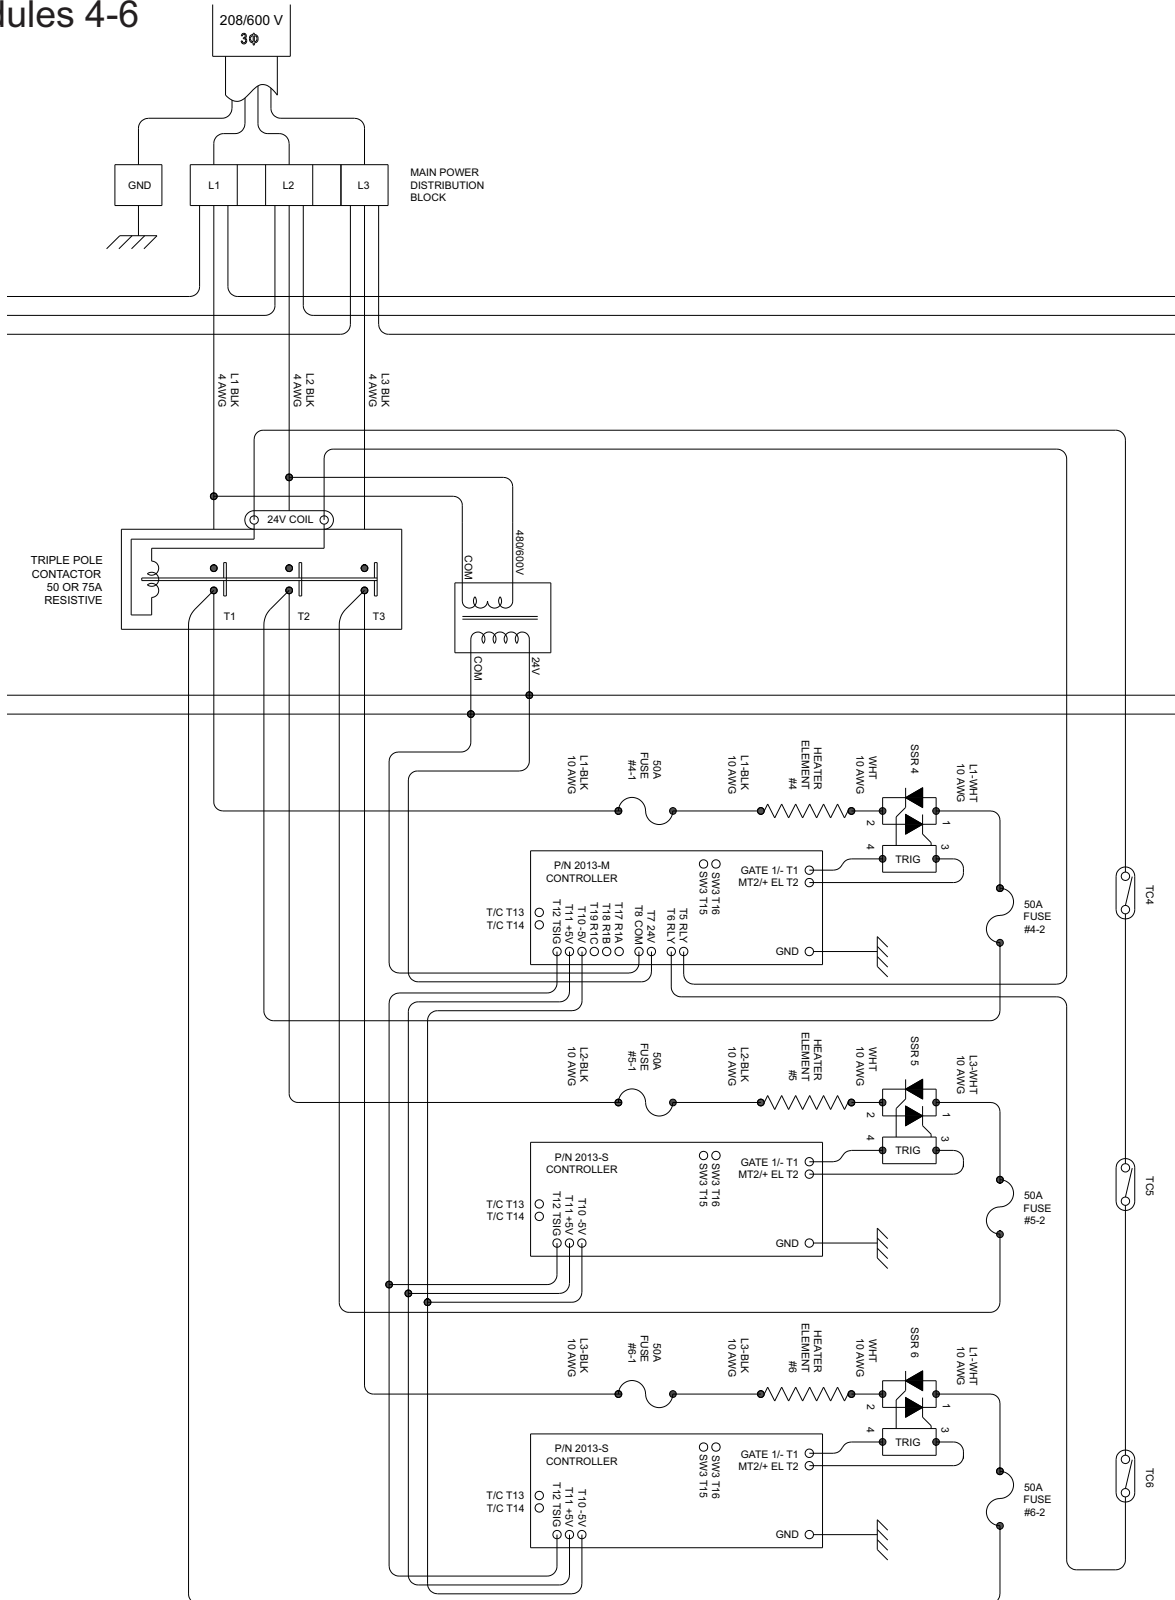 dules 4-6
208/600 V
3Φ
GND
L1
L2
L3
MAIN POWER
DISTRIBUTION
BLOCK
L1 BLK
4 AWG
L2 BLK
4 AWG
L3 BLK
4 AWG
24V COIL
TRIPLE POLE
CONTACTOR
50 OR 75A
RESISTIVE
T1
T2
T3
COM
480/600V
COM
24V
L1-BLK
10 AWG
50A
FUSE
#4-1
L1-BLK
10 AWG
HEATER
ELEMENT
#4
WHT
10 AWG
SSR 4
L1-WHT
10 AWG
2
1
4
3
TRIG
P/N 2013-M
CONTROLLER
SW3 T15
SW3 T16
GATE 1/- T1
MT2/+ EL T2
T/C T13
T/C T14
T12 TSIG
T11 +5V
T10 -5V
T19 R1C
T18 R1B
T17 R1A
T8 COM
T7 24V
T6 RLY
T5 RLY
GND
50A
FUSE
#4-2
TC4
L2-BLK
10 AWG
50A
FUSE
#5-1
L2-BLK
10 AWG
HEATER
ELEMENT
#5
WHT
10 AWG
SSR 5
L3-WHT
10 AWG
2
1
4
3
TRIG
P/N 2013-S
CONTROLLER
SW3 T15
SW3 T16
GATE 1/- T1
MT2/+ EL T2
T/C T13
T/C T14
T12 TSIG
T11 +5V
T10 -5V
GND
50A
FUSE
#5-2
TC5
L3-BLK
10 AWG
50A
FUSE
#6-1
L3-BLK
10 AWG
HEATER
ELEMENT
#6
WHT
10 AWG
SSR 6
L1-WHT
10 AWG
2
1
4
3
TRIG
P/N 2013-S
CONTROLLER
SW3 T15
SW3 T16
GATE 1/- T1
MT2/+ EL T2
T/C T13
T/C T14
T12 TSIG
T11 +5V
T10 -5V
GND
50A
FUSE
#6-2
TC6